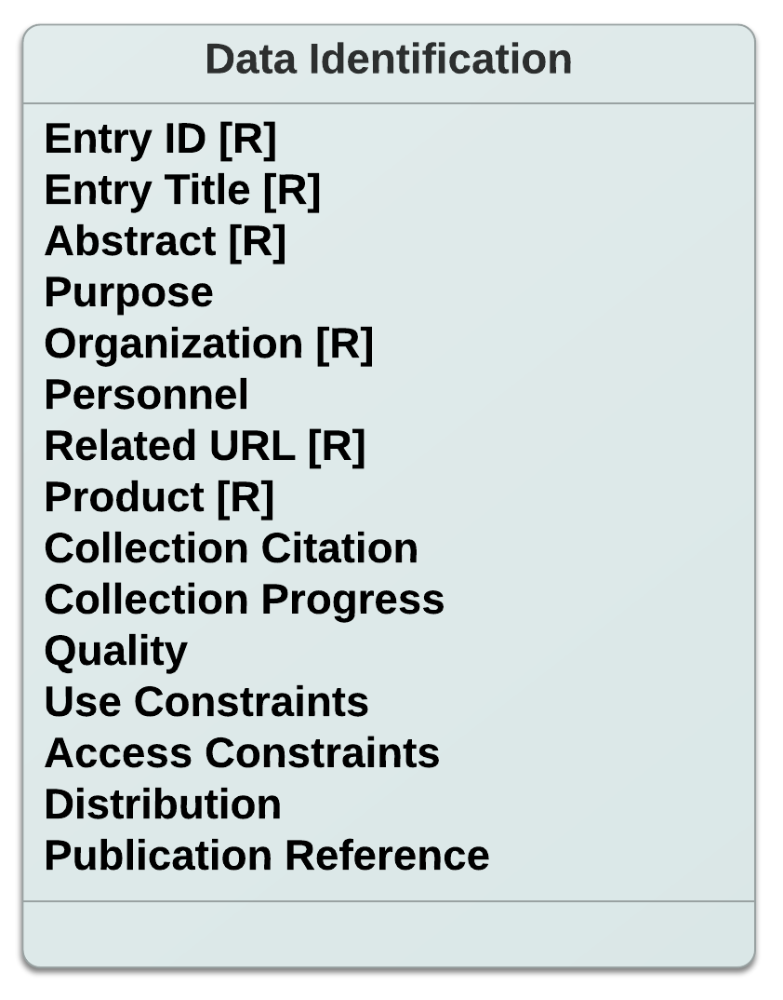 Data Identification
Entry ID [R]
Entry Title [R]
Abstract [R]
Purpose
Organization [R]
Personnel
Related URL [R]
Product [R]
Collection Citation
Collection Progress
Quality
Use Constraints
Access Constraints
Distribution
Publication Reference